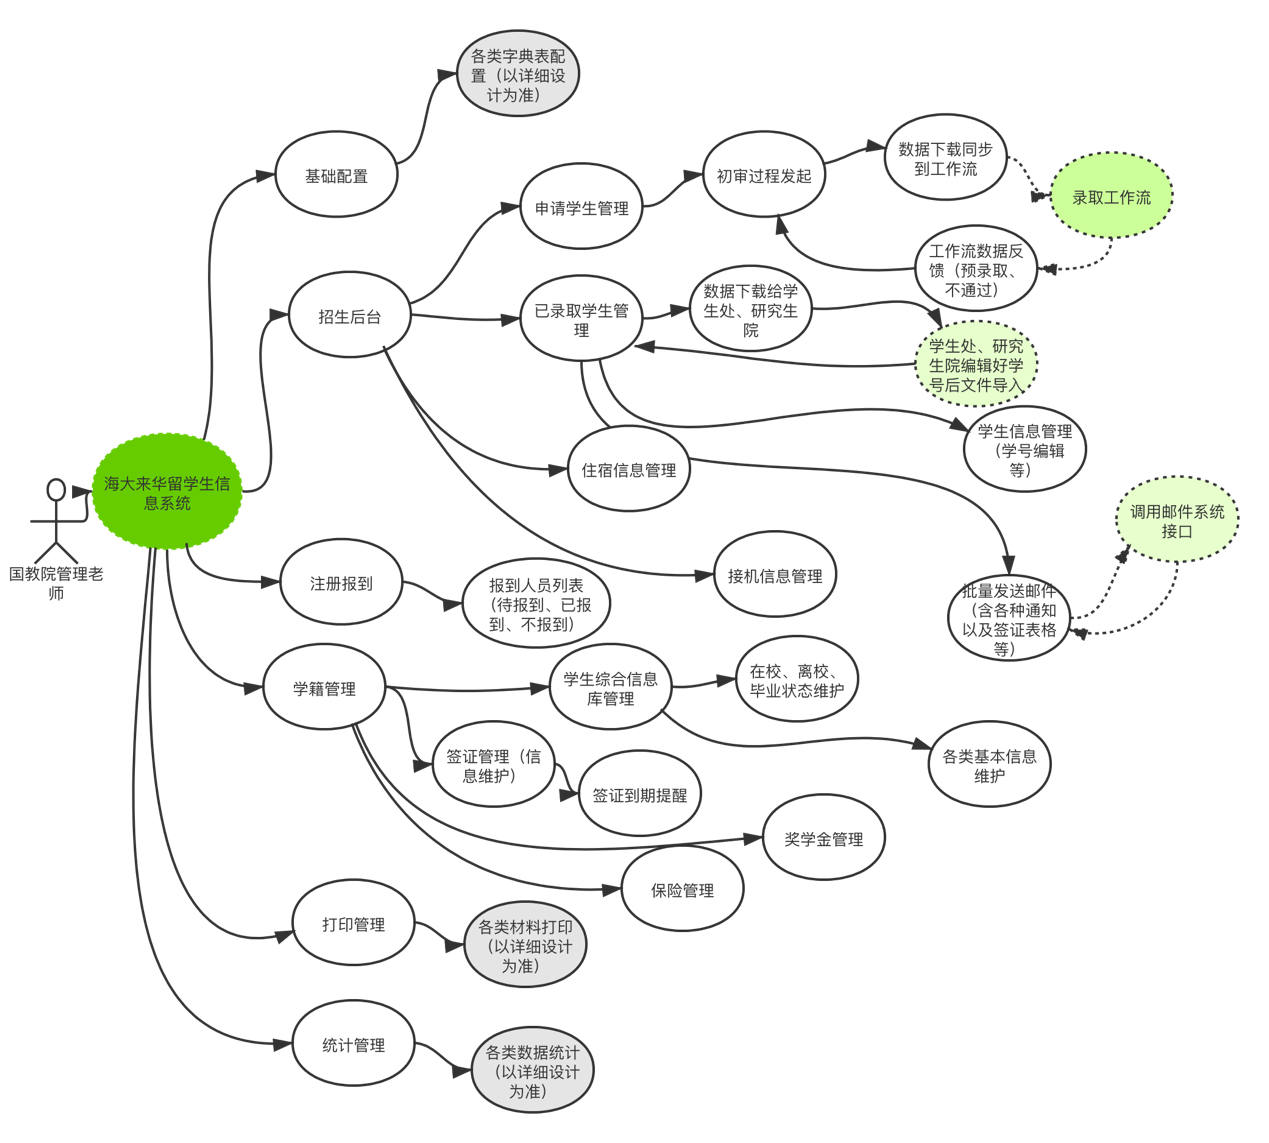 各类字典表配
置（以详细设
计为准）
基础配置
申请学生管理
初审过程发起
数据下载同步
到工作流
录取工作流
工作流数据反
馈（预录取、
不通过）
招生后台
已录取学生管
理
数据下载给学
生处、研究生
院
学生处、研究
生院编辑好学
号后文件导入
学生信息管理
（学号编辑
等）
住宿信息管理
海大来华留学生信
息系统
国教院管理老
师
调用邮件系统
接口
接机信息管理
批量发送邮件
（含各种通知
以及签证表格
等）
注册报到
报到人员列表
（待报到、已报
到、不报到）
学籍管理
学生综合信息
库管理
在校、离校、
毕业状态维护
各类基本信息
维护
签证管理（信
息维护）
签证到期提醒
奖学金管理
保险管理
打印管理
各类材料打印
（以详细设计
为准）
统计管理
各类数据统计
（以详细设计
为准）